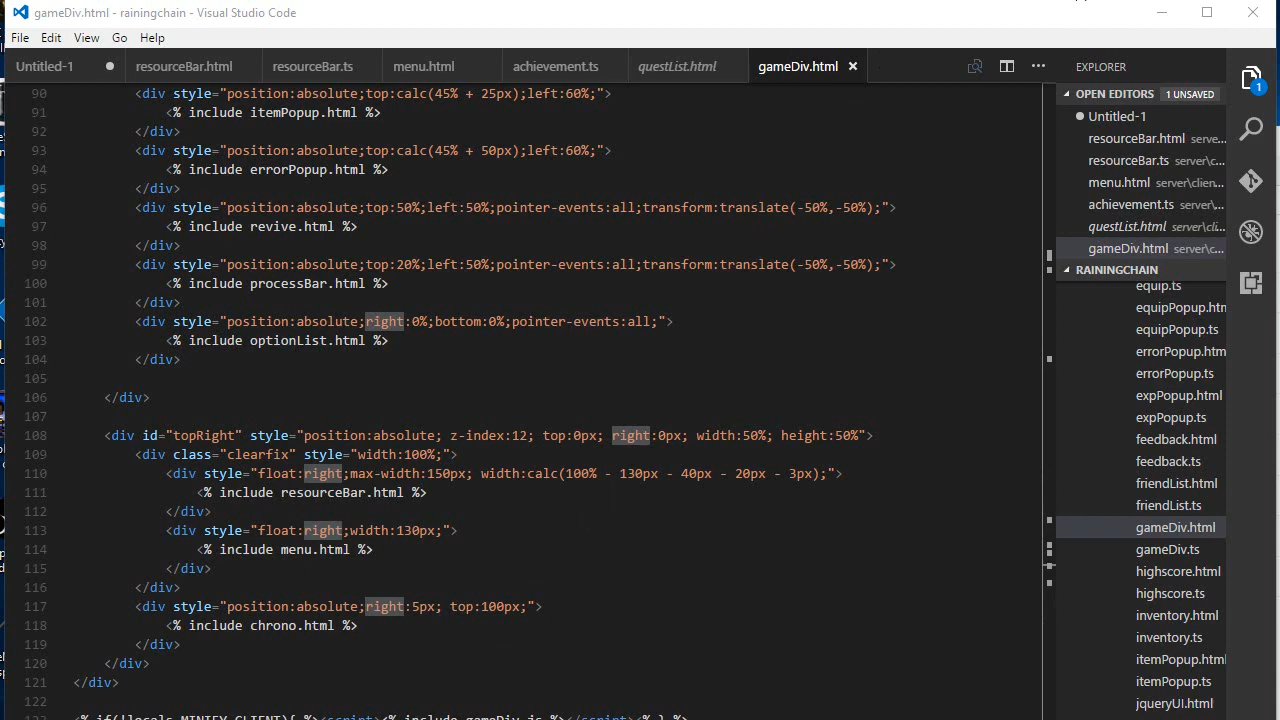 gameDiv.html - rainingchain - Visual Studio Code
File Edit View Go Help
Untitled-1 resourceBar.html resourceBar.ts menu.html achievement.ts questList.html gameDiv.html
90 <div style="position:absolute;top:calc(45% + 25px);left:60%;">
91 <% include itemPopup.html %>
92 </div>
93 <div style="position:absolute;top:calc(45% + 50px);left:60%;">
94 <% include errorPopup.html %>
95 </div>
96 <div style="position:absolute;top:50%;left:50%;pointer-events:all;transform:translate(-50%,-50%);">
97 <% include revive.html %>
98 </div>
99 <div style="position:absolute;top:20%;left:50%;pointer-events:all;transform:translate(-50%,-50%);">
100 <% include processBar.html %>
101 </div>
102 <div style="position:absolute;right:0%;bottom:0%;pointer-events:all;">
103 <% include optionList.html %>
104 </div>
105
106 </div>
107
108 <div id="topRight" style="position:absolute; z-index:12; top:0px; right:0px; width:50%; height:50%">
109 <div class="clearfix" style="width:100%;">
110 <div style="float:right;max-width:150px; width:calc(100% - 130px - 40px - 20px - 3px);">
111 <% include resourceBar.html %>
112 </div>
113 <div style="float:right;width:130px;">
114 <% include menu.html %>
115 </div>
116 </div>
117 <div style="position:absolute;right:5px; top:100px;">
118 <% include chrono.html %>
119 </div>
120 </div>
121 </div>
122
123 <% if(!locals.MINIFY_CLIENT){ %><script><% include gameDiv.js %></script><% } %>
EXPLORER
OPEN EDITORS 1 UNSAVED
Untitled-1
resourceBar.html serve...
resourceBar.ts server\c...
menu.html server\clien...
achievement.ts server\...
questList.html server\cli...
gameDiv.html server\c...
RAININGCHAIN
equip.ts
equipPopup.htm
equipPopup.ts
errorPopup.htm
errorPopup.ts
expPopup.html
expPopup.ts
feedback.html
feedback.ts
friendList.html
friendList.ts
gameDiv.html
gameDiv.ts
highscore.html
highscore.ts
inventory.html
inventory.ts
itemPopup.html
itemPopup.ts
jqueryUI.html
1